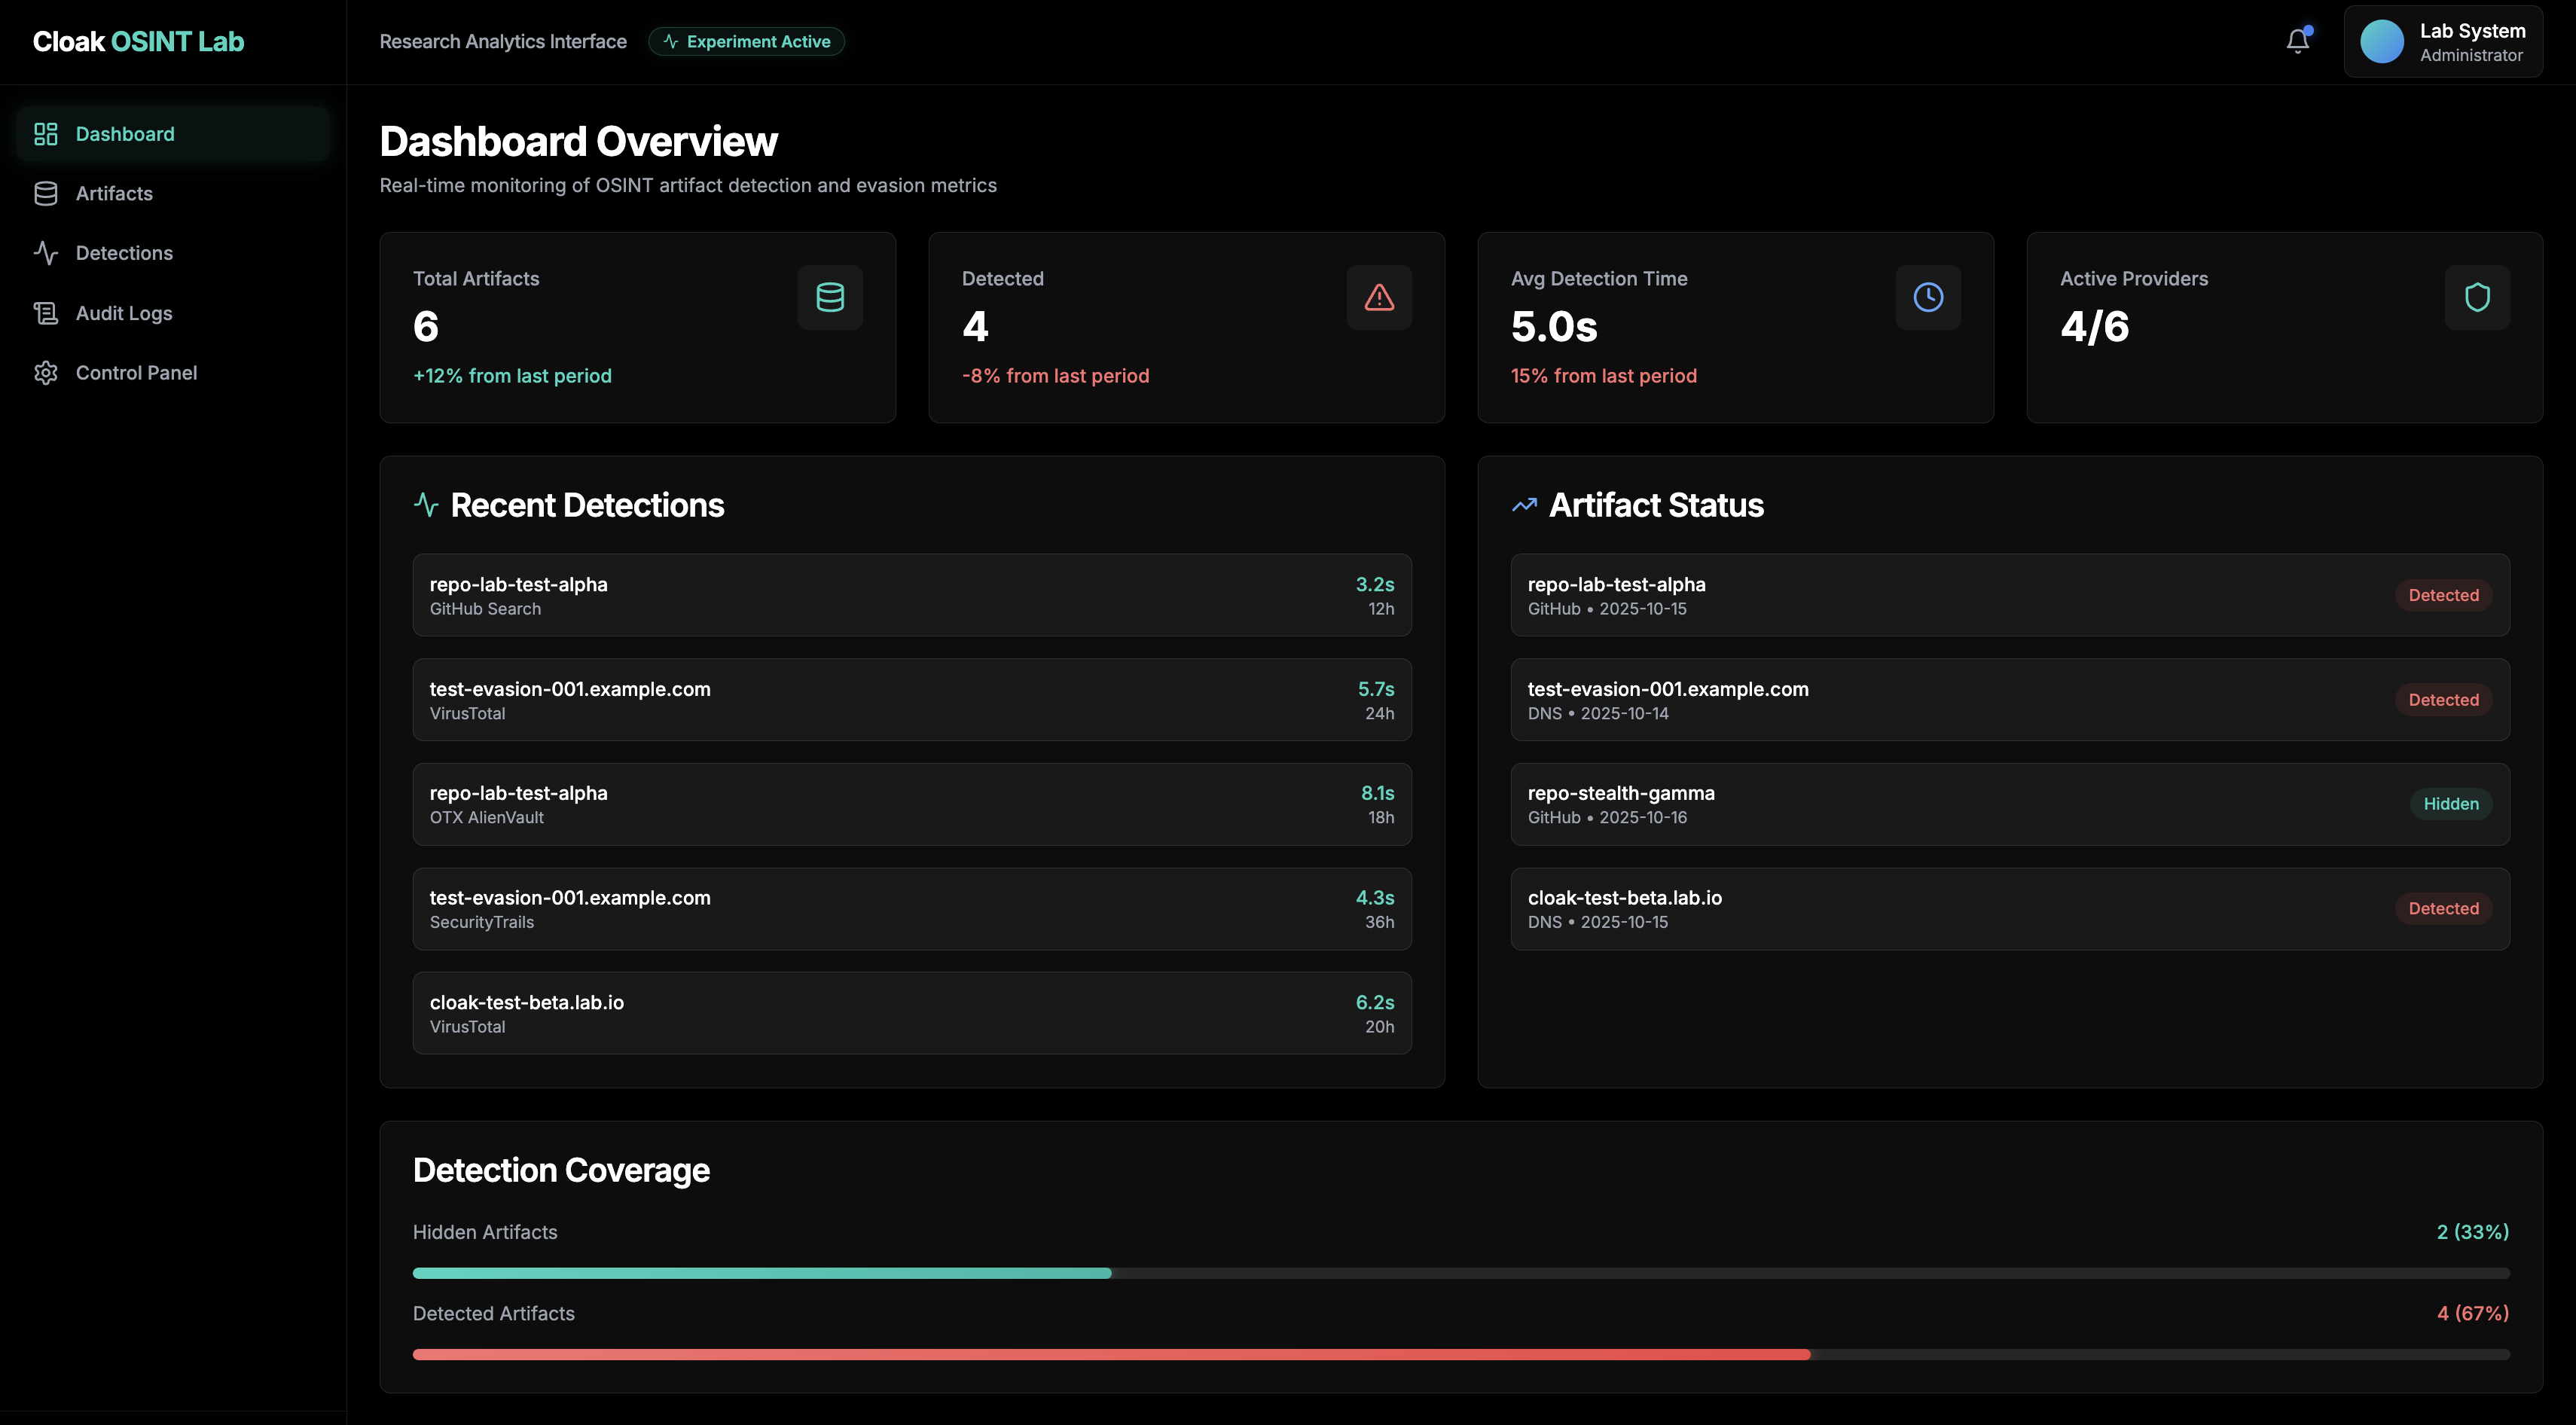 Cloak OSINT Lab
Research Analytics Interface
Experiment Active
Lab System
Administrator
Dashboard
Artifacts
Detections
Audit Logs
Control Panel
Dashboard Overview
Real-time monitoring of OSINT artifact detection and evasion metrics
Total Artifacts
6
+12% from last period
Detected
4
-8% from last period
Avg Detection Time
5.0s
15% from last period
Active Providers
4/6
Recent Detections
repo-lab-test-alpha
3.2s
GitHub Search
12h
test-evasion-001.example.com
5.7s
VirusTotal
24h
repo-lab-test-alpha
8.1s
OTX AlienVault
18h
test-evasion-001.example.com
4.3s
SecurityTrails
36h
cloak-test-beta.lab.io
6.2s
VirusTotal
20h
Artifact Status
repo-lab-test-alpha
GitHub • 2025-10-15
Detected
test-evasion-001.example.com
DNS • 2025-10-14
Detected
repo-stealth-gamma
GitHub • 2025-10-16
Hidden
cloak-test-beta.lab.io
DNS • 2025-10-15
Detected
Detection Coverage
Hidden Artifacts
2 (33%)
Detected Artifacts
4 (67%)